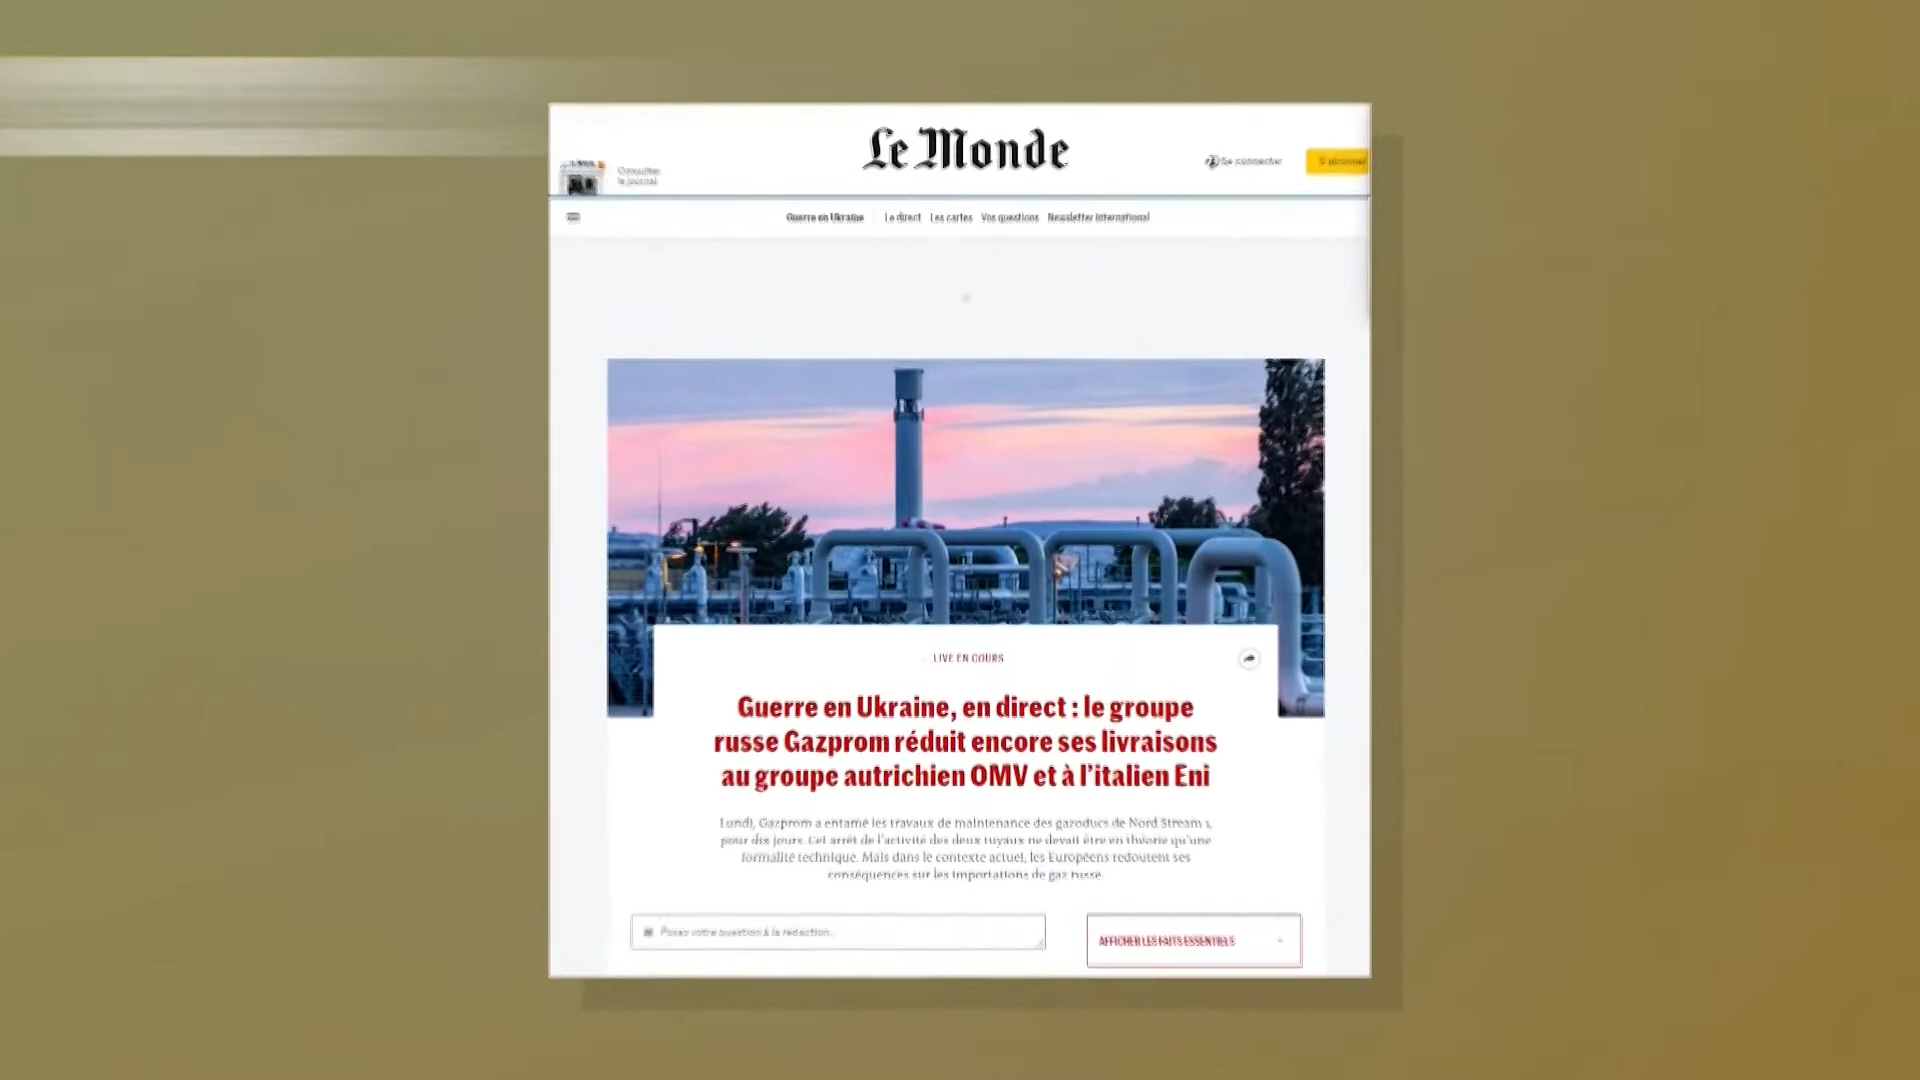 Le Monde
Consulter
le journal
Se connecter
S'abonner
Guerre en Ukraine
Le direct
Les cartes
Vos questions
Newsletter International
LIVE EN COURS
Guerre en Ukraine, en direct : le groupe
russe Gazprom réduit encore ses livraisons
au groupe autrichien OMV et à l'italien Eni
Lundi, Gazprom a entamé les travaux de maintenance des gazoducs de Nord Stream 1,
pour dix jours. Cet arrêt de l'activité des deux tuyaux ne devait être en théorie qu'une
formalité technique. Mais dans le contexte actuel, les Européens redoutent ses
conséquences sur les importations de gaz russe.
Posez votre question à la rédaction...
AFFICHER LES FAITS ESSENTIELS